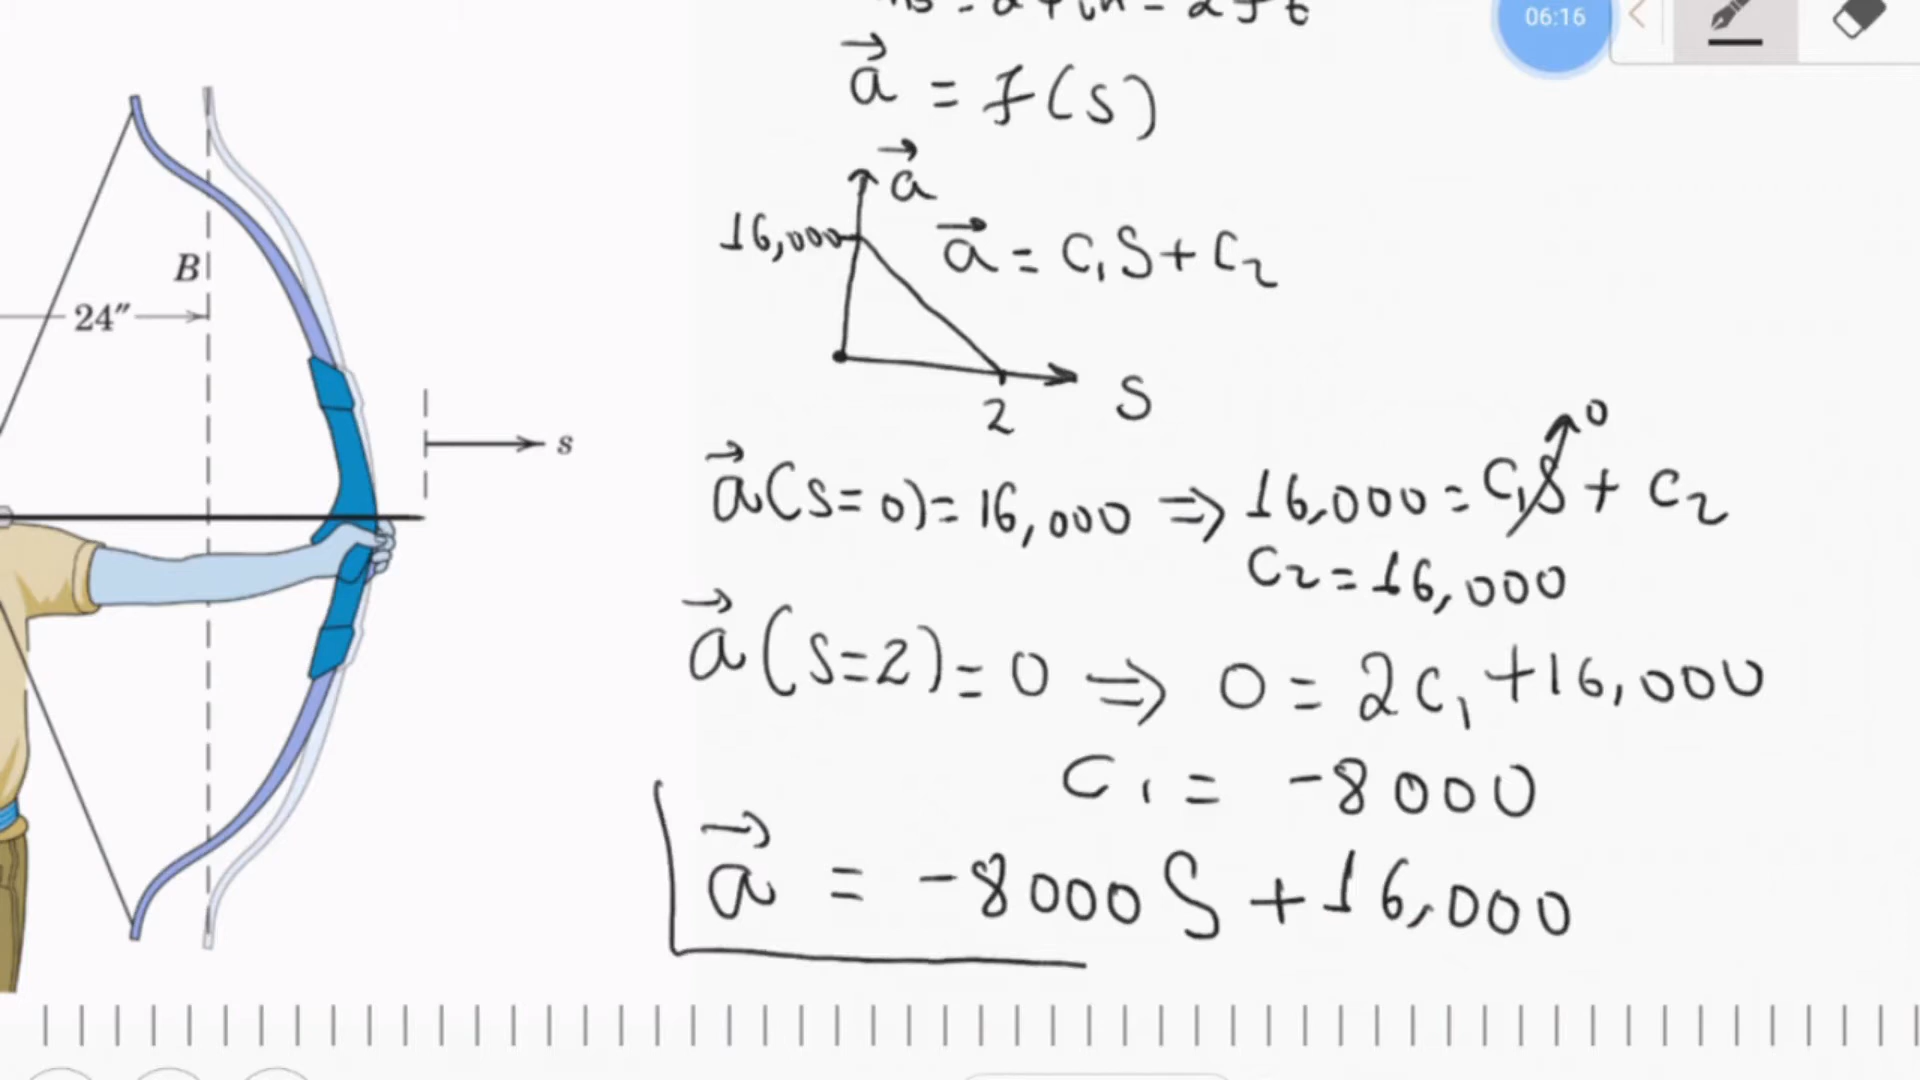 06:16
a = f(s)
a
16,000
a = C₁S + C₂
B
24"
2
S
s
a(s=0)=16,000 ⇒ 16,000 = C₁S + C₂
0
C₂ = 16,000
a(s=2)=0 ⇒ 0 = 2C₁ + 16,000
C₁ = -8000
a = -8000S + 16,000